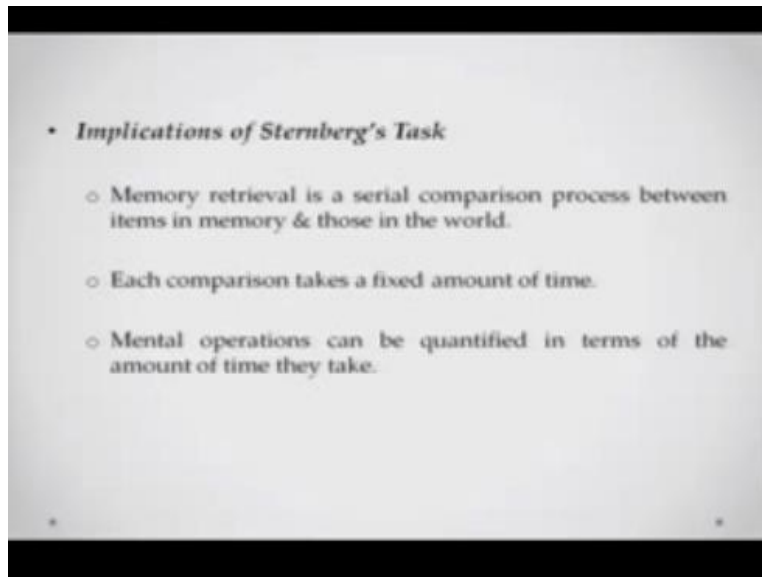 • Implications of Sternberg's Task
o Memory retrieval is a serial comparison process between
items in memory & those in the world.
o Each comparison takes a fixed amount of time.
o Mental operations can be quantified in terms of the
amount of time they take.